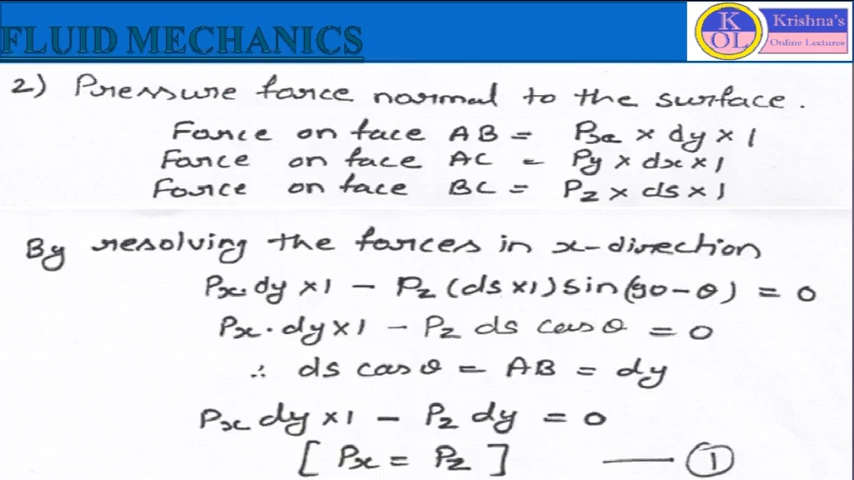 FLUID MECHANICS
K
OL
Krishna's
Online Lectures
2) Pressure force normal to the surface.
Force on face AB = Px × dy × 1
Force on face AC = Py × dx × 1
Force on face BC = Pz × ds × 1
By resolving the forces in x-direction
Px. dy × 1 - Pz (ds × 1) sin (90 - θ) = 0
Px. dy × 1 - Pz ds cos θ = 0
∴ ds cos θ = AB = dy
Px dy × 1 - Pz dy = 0
[ Px = Pz ] —— ①